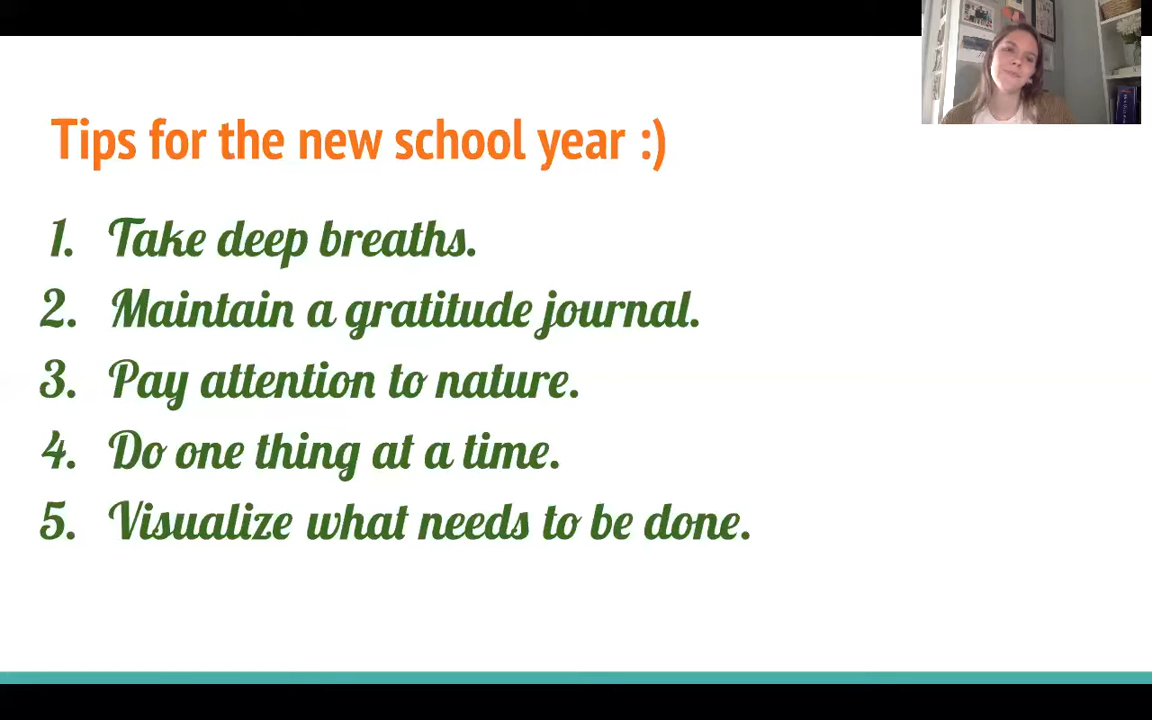 Tips for the new school year :)
1. Take deep breaths.
2. Maintain a gratitude journal.
3. Pay attention to nature.
4. Do one thing at a time.
5. Visualize what needs to be done.